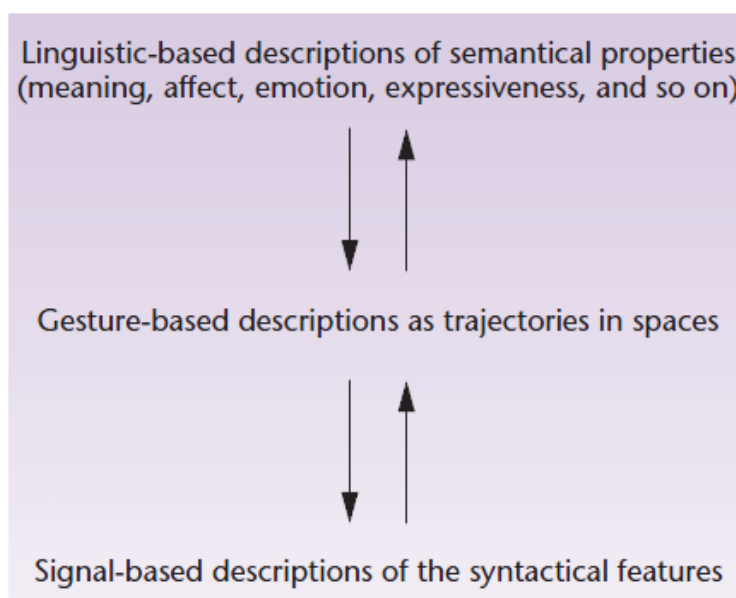 Linguistic-based descriptions of semantical properties
(meaning, affect, emotion, expressiveness, and so on)
Gesture-based descriptions as trajectories in spaces
Signal-based descriptions of the syntactical features